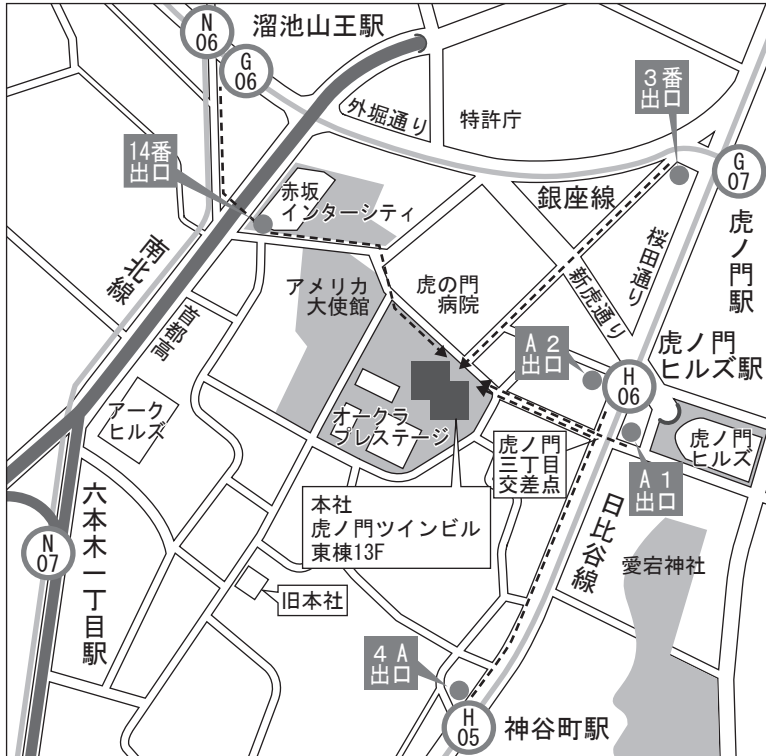 N
06
溜池山王駅
G
06
3番
出口
外堀通り
特許庁
14番
出口
G
07
赤坂
インターシティ
銀座線
虎ノ門駅
桜田通り
南北線
アメリカ
大使館
虎の門
病院
新虎通り
首都高
A2
出口
虎ノ門
ヒルズ駅
H
06
アーク
ヒルズ
オークラ
プレステージ
虎ノ門
三丁目
交差点
虎ノ門
ヒルズ
A1
出口
本社
虎ノ門ツインビル
東棟13F
日比谷線
N
07
六本木一丁目駅
愛宕神社
旧本社
4A
出口
H
05
神谷町駅